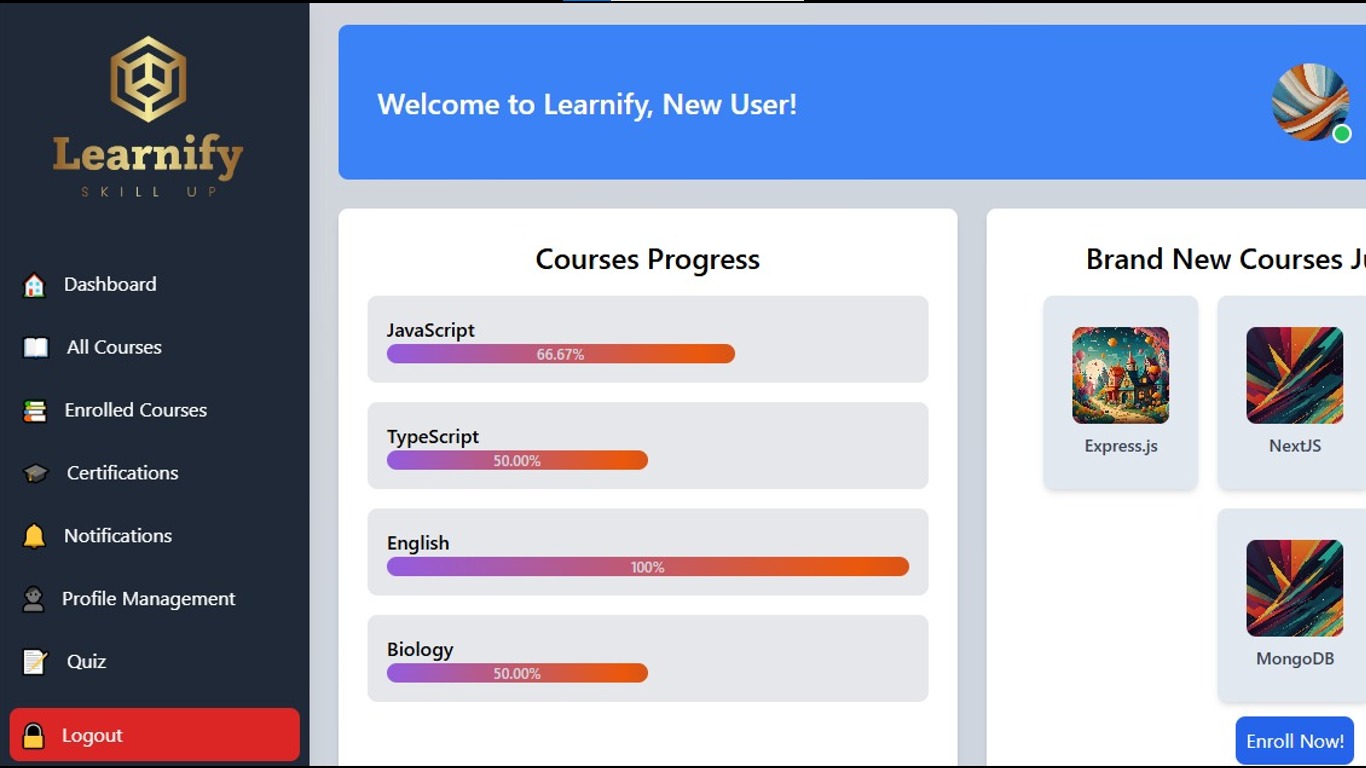 Learnify
SKILL UP
Dashboard
All Courses
Enrolled Courses
Certifications
Notifications
Profile Management
Quiz
Logout
Welcome to Learnify, New User!
Courses Progress
JavaScript
66.67%
TypeScript
50.00%
English
100%
Biology
50.00%
Brand New Courses
Express.js
NextJS
MongoDB
Enroll Now!